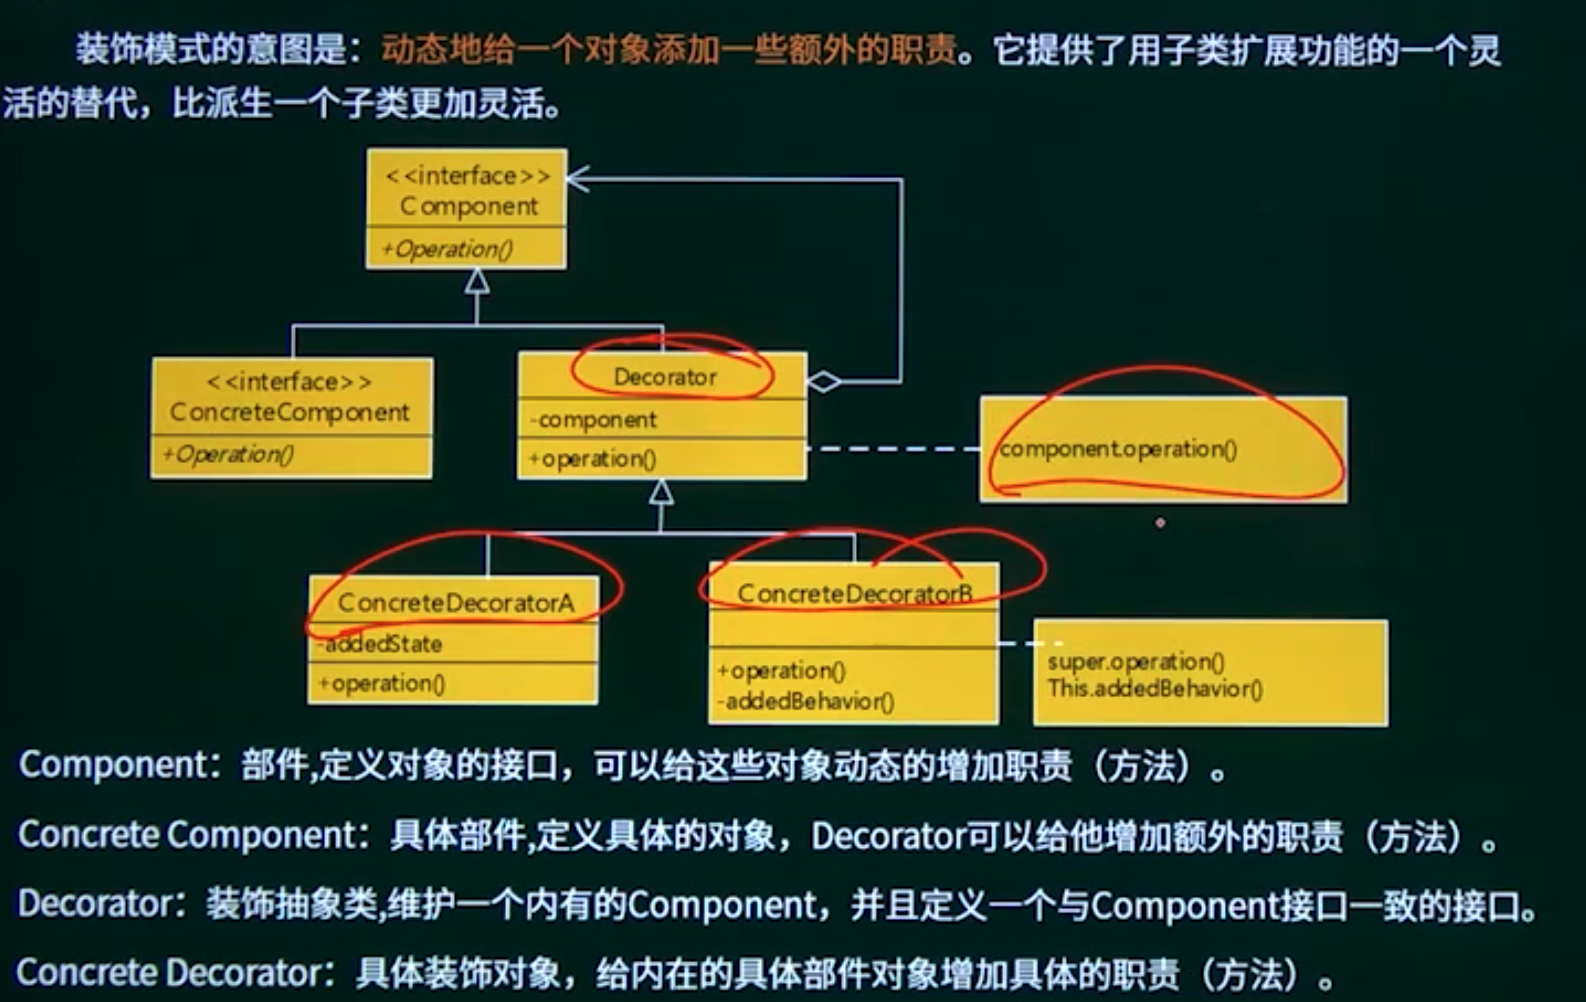 装饰模式的意图是：动态地给一个对象添加一些额外的职责。它提供了用子类扩展功能的一个灵
活的替代，比派生一个子类更加灵活。
<<interface>>
Component
+Operation()
<<interface>>
ConcreteComponent
+Operation()
Decorator
-component
+operation()
component.operation()
ConcreteDecoratorA
-addedState
+operation()
ConcreteDecoratorB
+operation()
-addedBehavior()
super.operation()
This.addedBehavior()
Component：部件,定义对象的接口，可以给这些对象动态的增加职责（方法）。
Concrete Component：具体部件,定义具体的对象，Decorator可以给他增加额外的职责（方法）。
Decorator：装饰抽象类,维护一个内有的Component，并且定义一个与Component接口一致的接口。
Concrete Decorator：具体装饰对象，给内在的具体部件对象增加具体的职责（方法）。